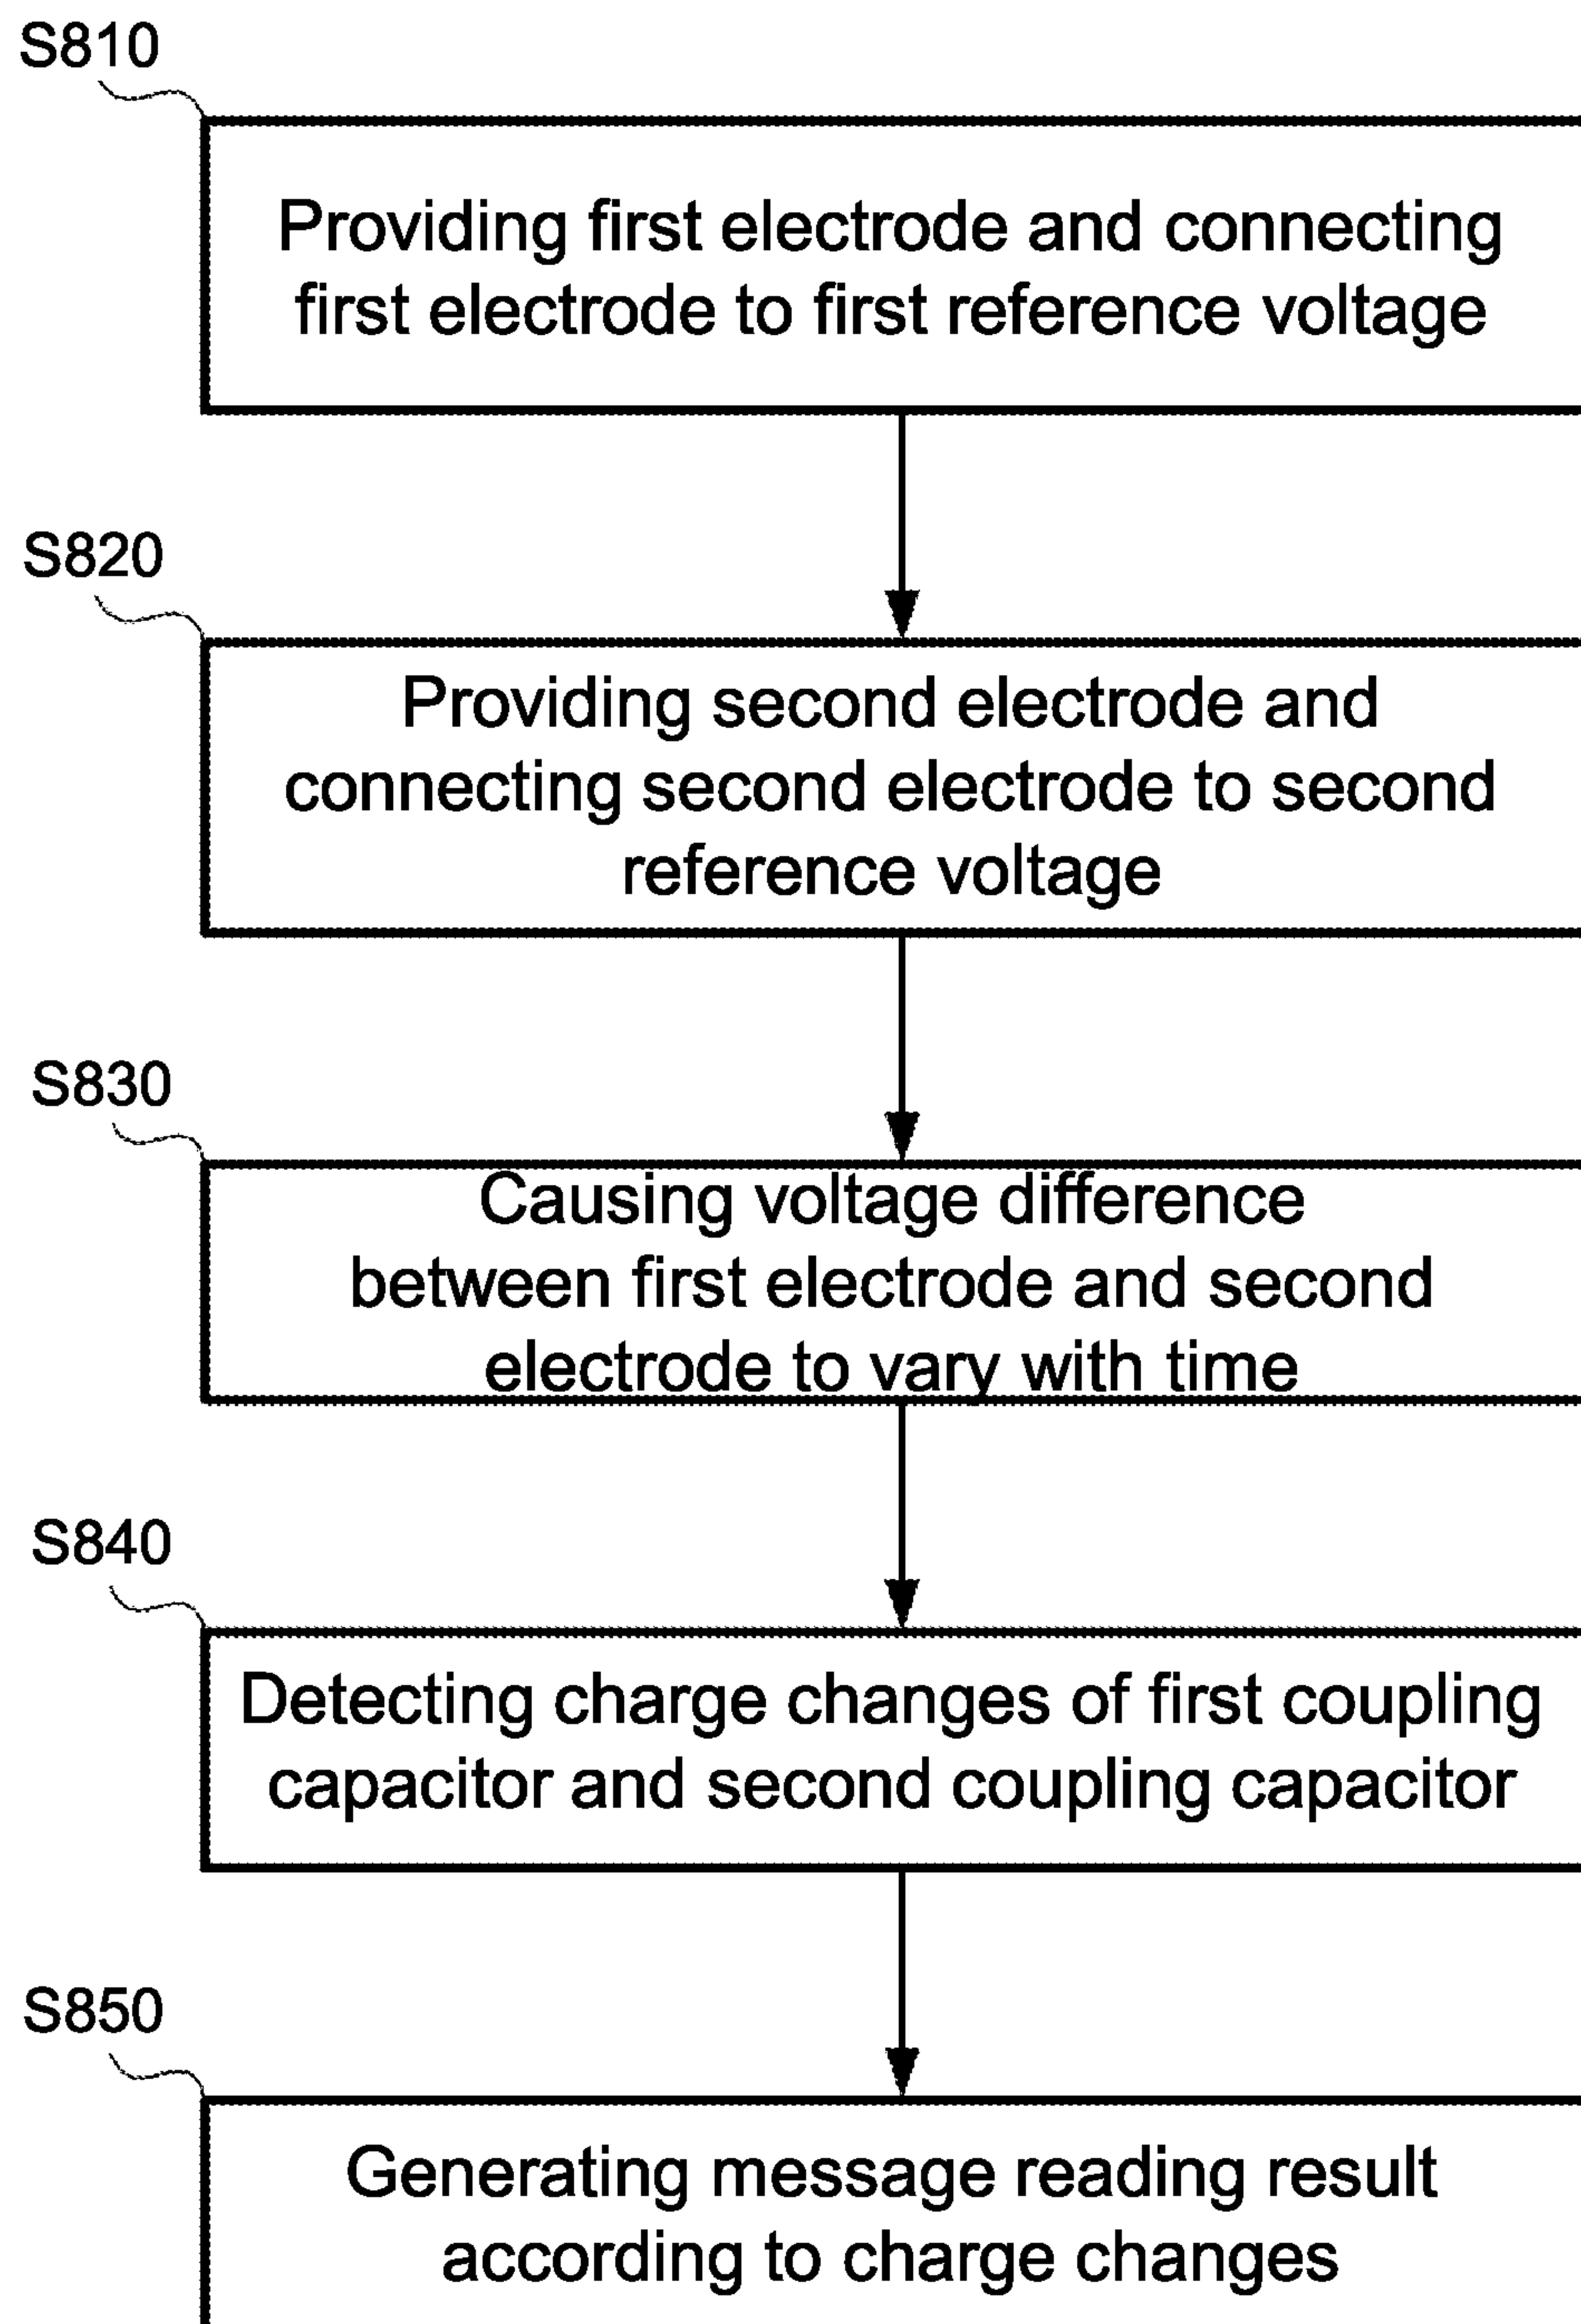 S810
Providing first electrode and connecting
first electrode to first reference voltage
S820
Providing second electrode and
connecting second electrode to second
reference voltage
S830
Causing voltage difference
between first electrode and second
electrode to vary with time
S840
Detecting charge changes of first coupling
capacitor and second coupling capacitor
S850
Generating message reading result
according to charge changes